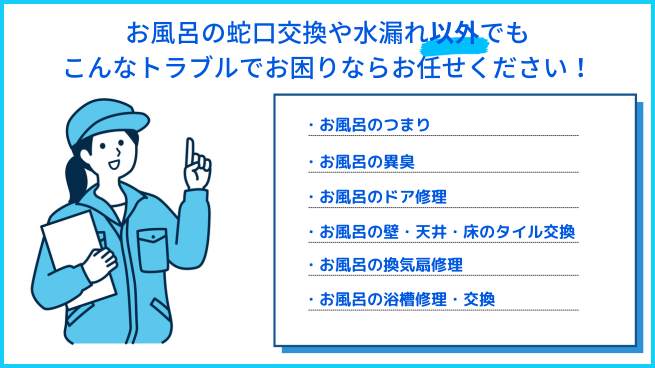 お風呂の蛇口交換や水漏れ以外でも
こんなトラブルでお困りならお任せください！
・お風呂のつまり
・お風呂の異臭
・お風呂のドア修理
・お風呂の壁・天井・床のタイル交換
・お風呂の換気扇修理
・お風呂の浴槽修理・交換